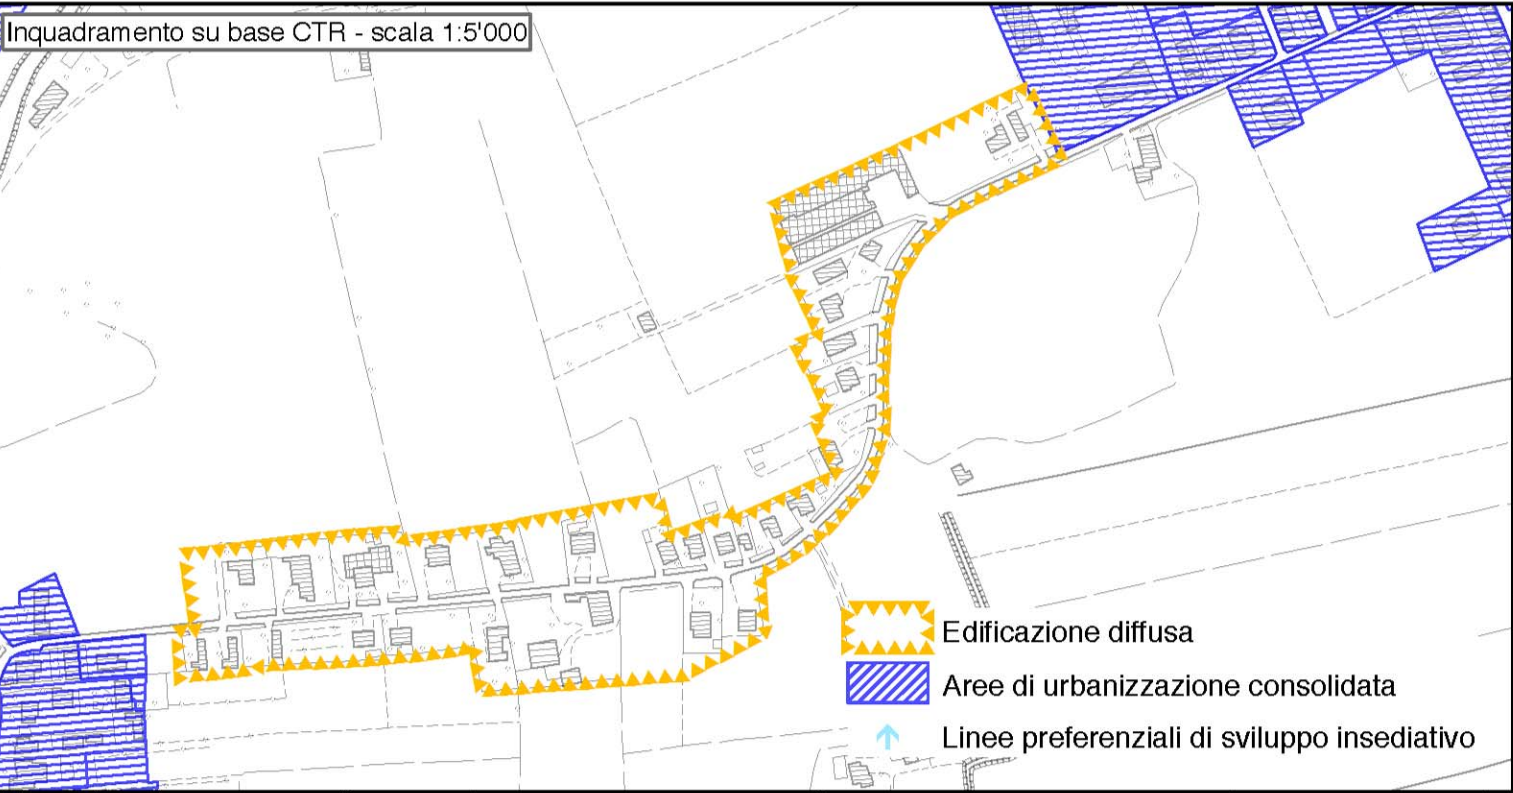 Inquadramento su base CTR - scala 1:5'000
Edificazione diffusa
Aree di urbanizzazione consolidata
Linee preferenziali di sviluppo insediativo